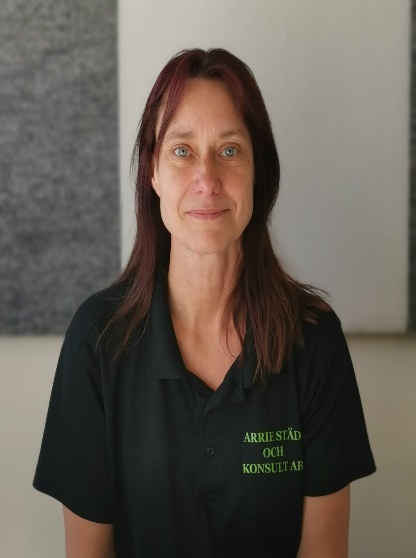 ARRIE STÄD
OCH
KONSULT AB